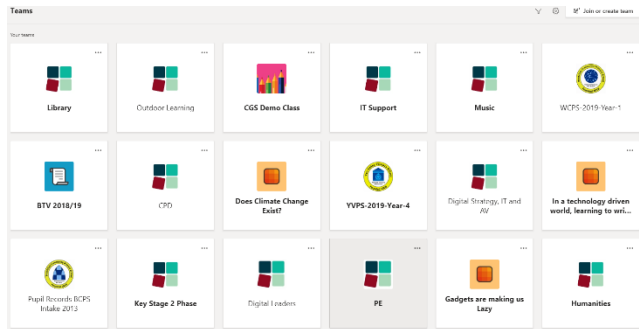 Teams
Join or create team
Your teams
Library
Outdoor Learning
CGS Demo Class
IT Support
Music
WCPS-2019-Year-1
BTV 2018/19
CPD
Does Climate Change
Exist?
YVPS-2019-Year-4
Digital Strategy, IT and
AV
In a technology driven
world, learning to wri...
Pupil Records BCPS
Intake 2013
Key Stage 2 Phase
Digital Leaders
PE
Gadgets are making us
Lazy
Humanities